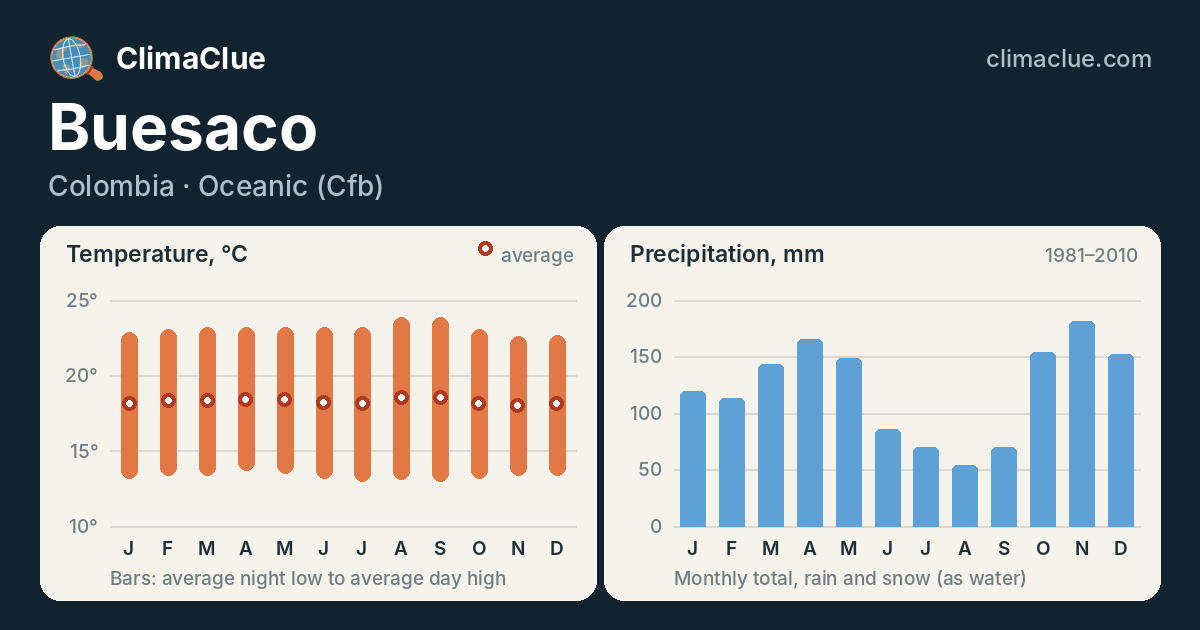 ClimaClue
climaclue.com
Buesaco
Colombia · Oceanic (Cfb)
Temperature, °C
average
25°
20°
15°
10°
J F M A M J J A S O N D
Bars: average night low to average day high
Precipitation, mm
1981–2010
200
150
100
50
0
J F M A M J J A S O N D
Monthly total, rain and snow (as water)